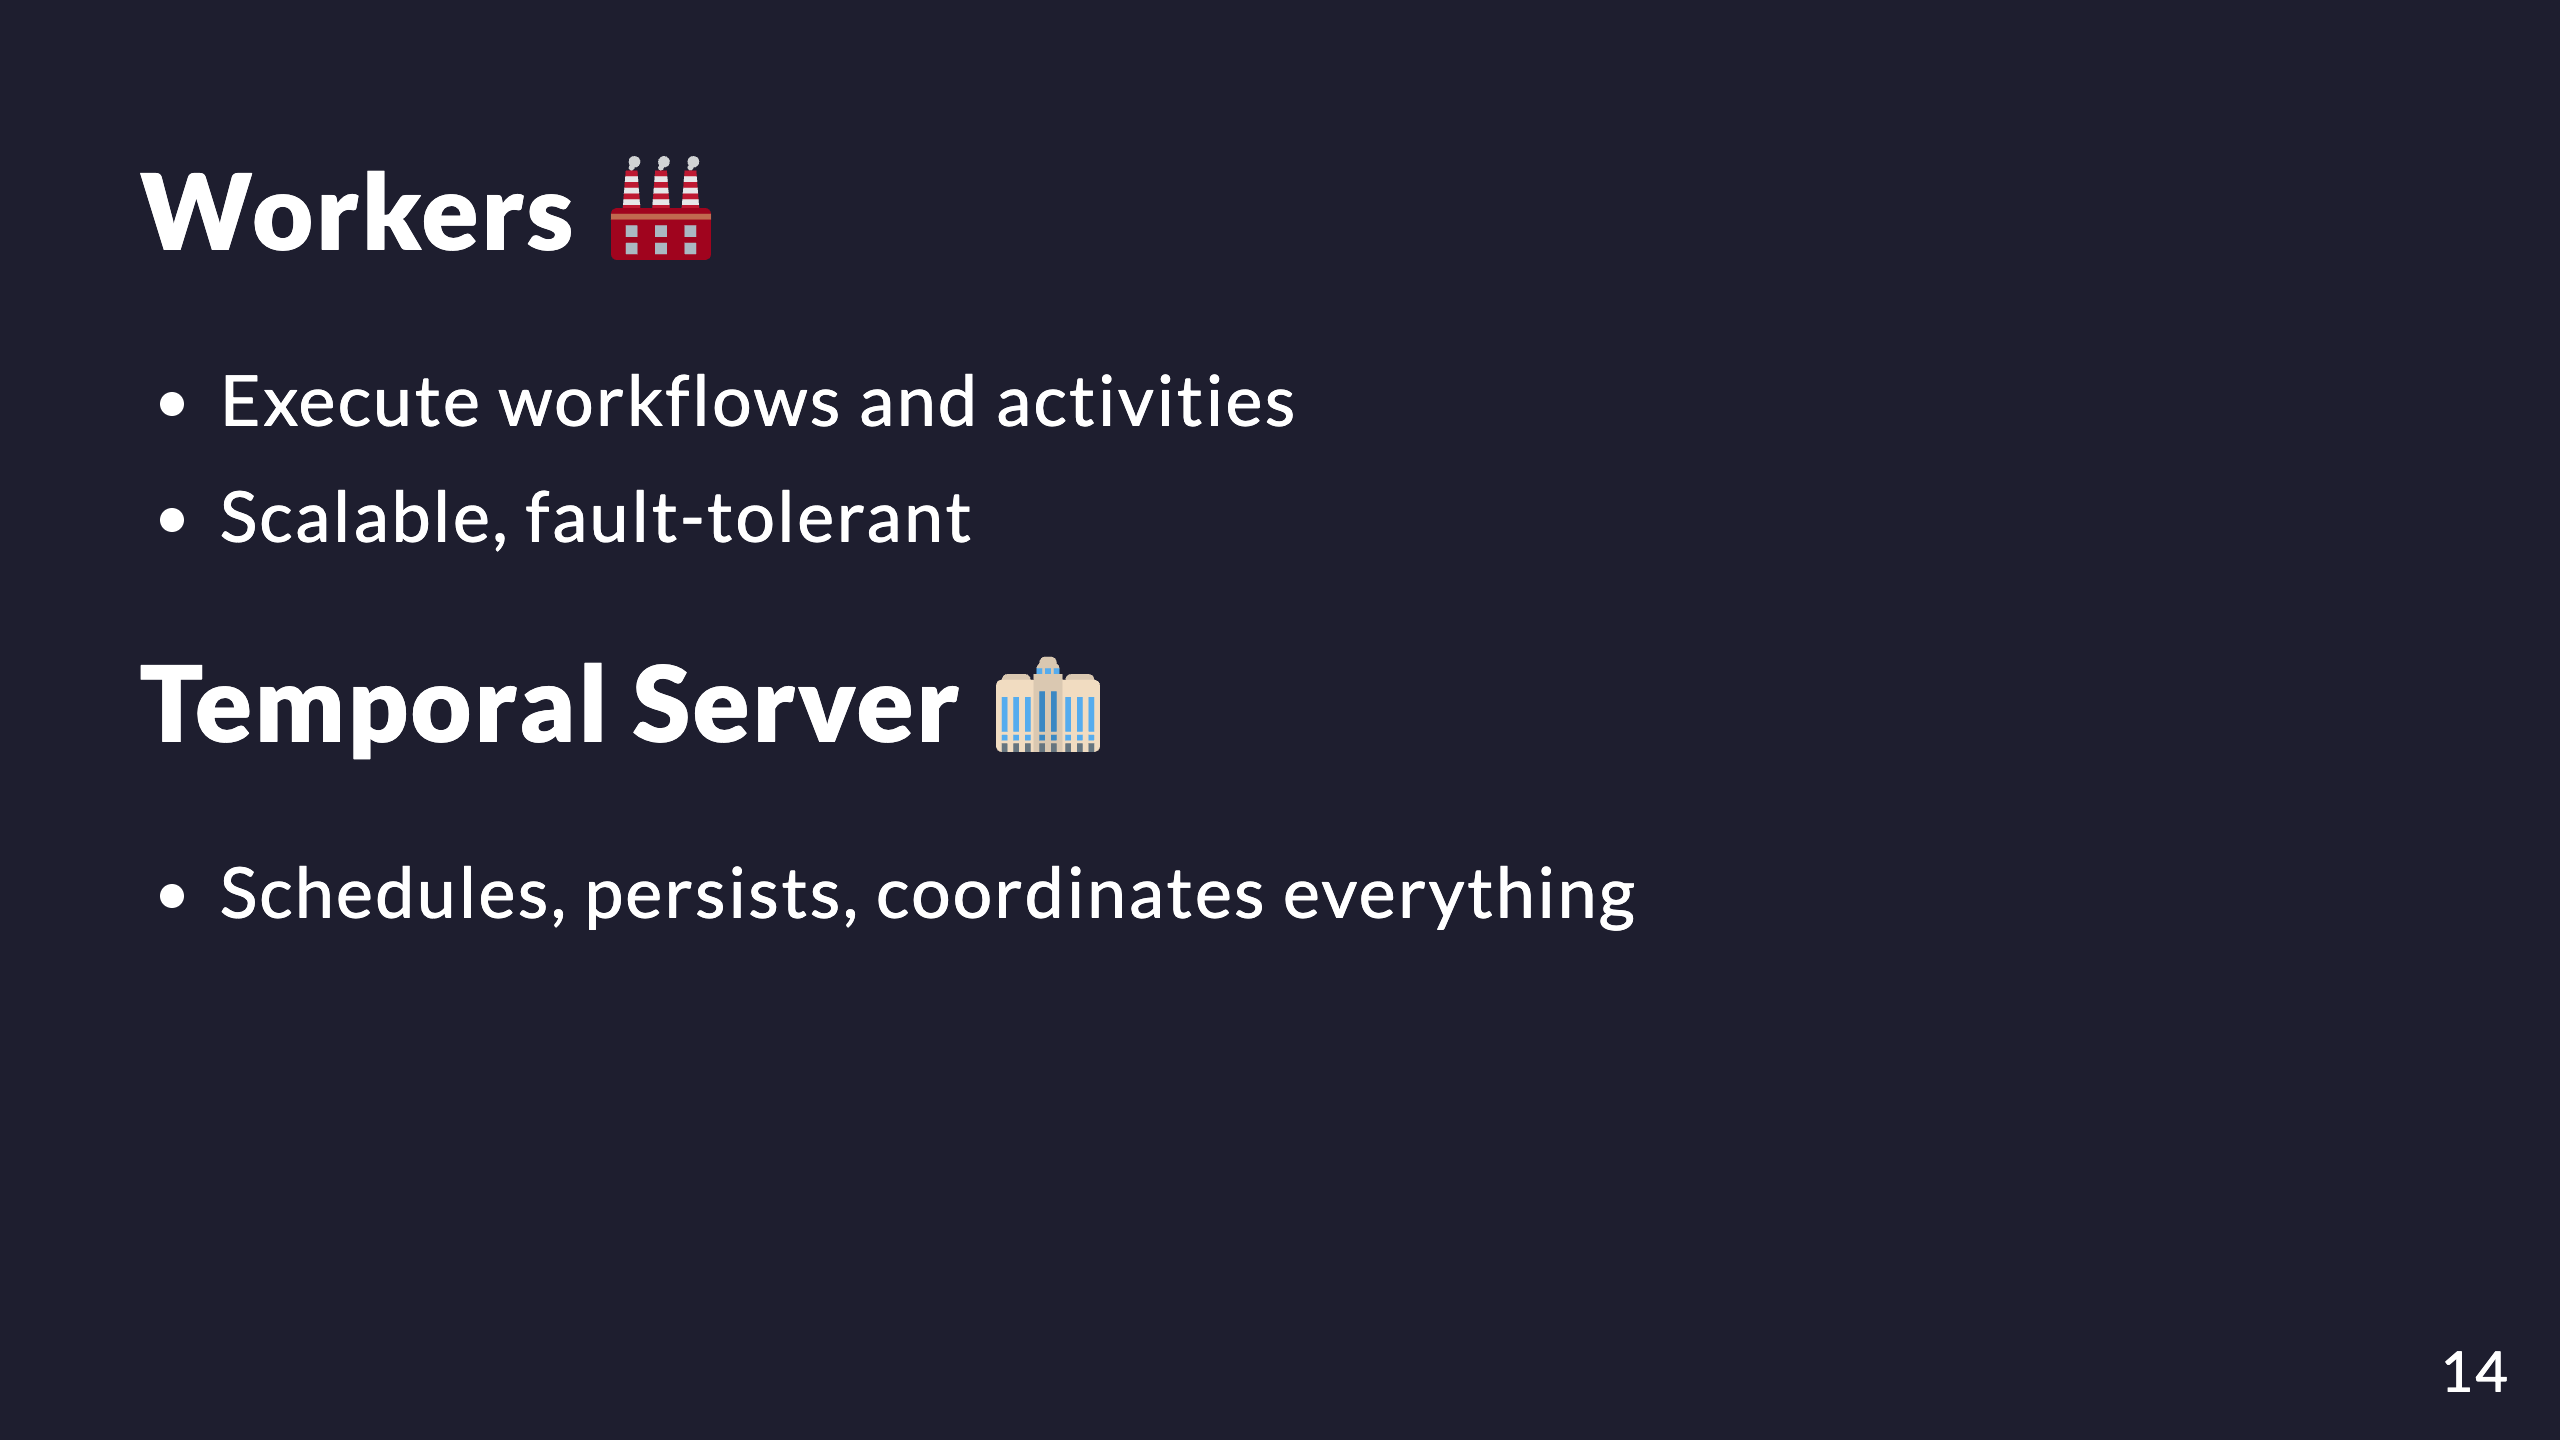 Workers
Execute workflows and activities
Scalable, fault-tolerant
Temporal Server
Schedules, persists, coordinates everything
14